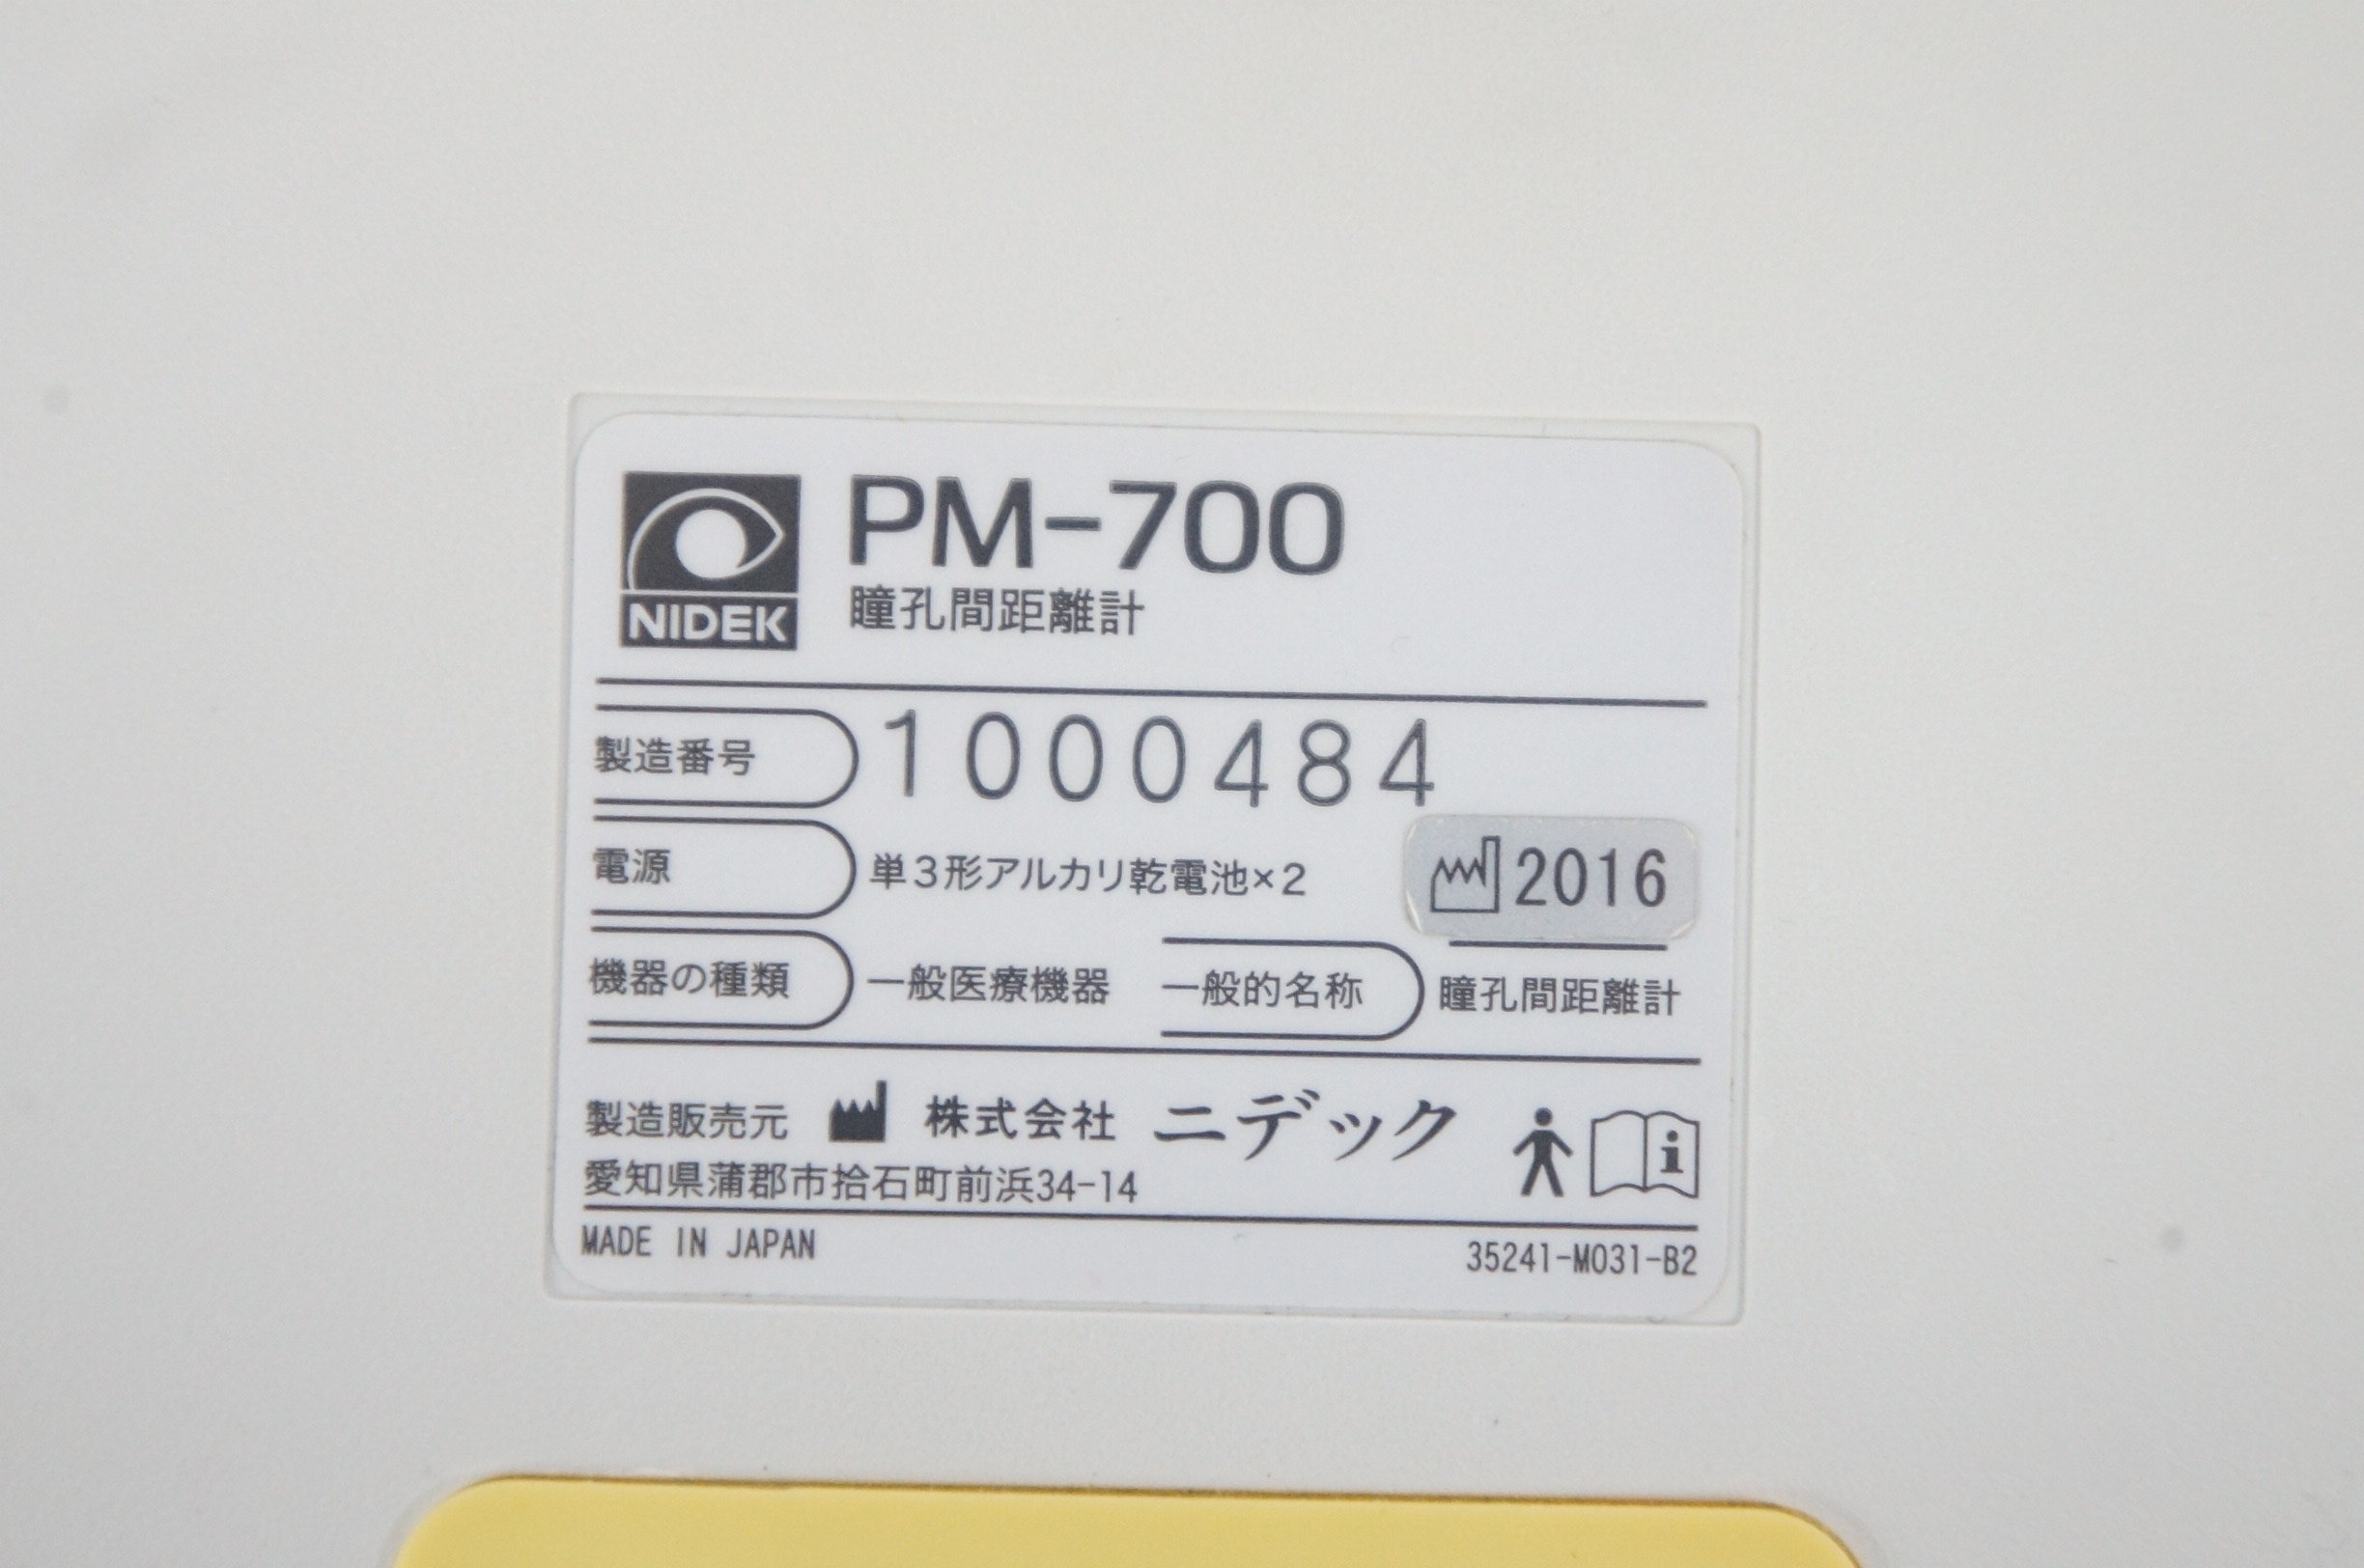 NIDEK
PM-700
瞳孔間距離計
製造番号 1000484
電源 単3形アルカリ乾電池×2 2016
機器の種類 一般医療機器 一般的名称 瞳孔間距離計
製造販売元 株式会社 ニデック
愛知県蒲郡市拾石町前浜34-14
MADE IN JAPAN 35241-M031-B2